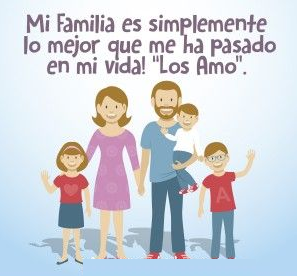 Mi Familia es simplemente
lo mejor que me ha pasado
en mi vida! "Los Amo".
A